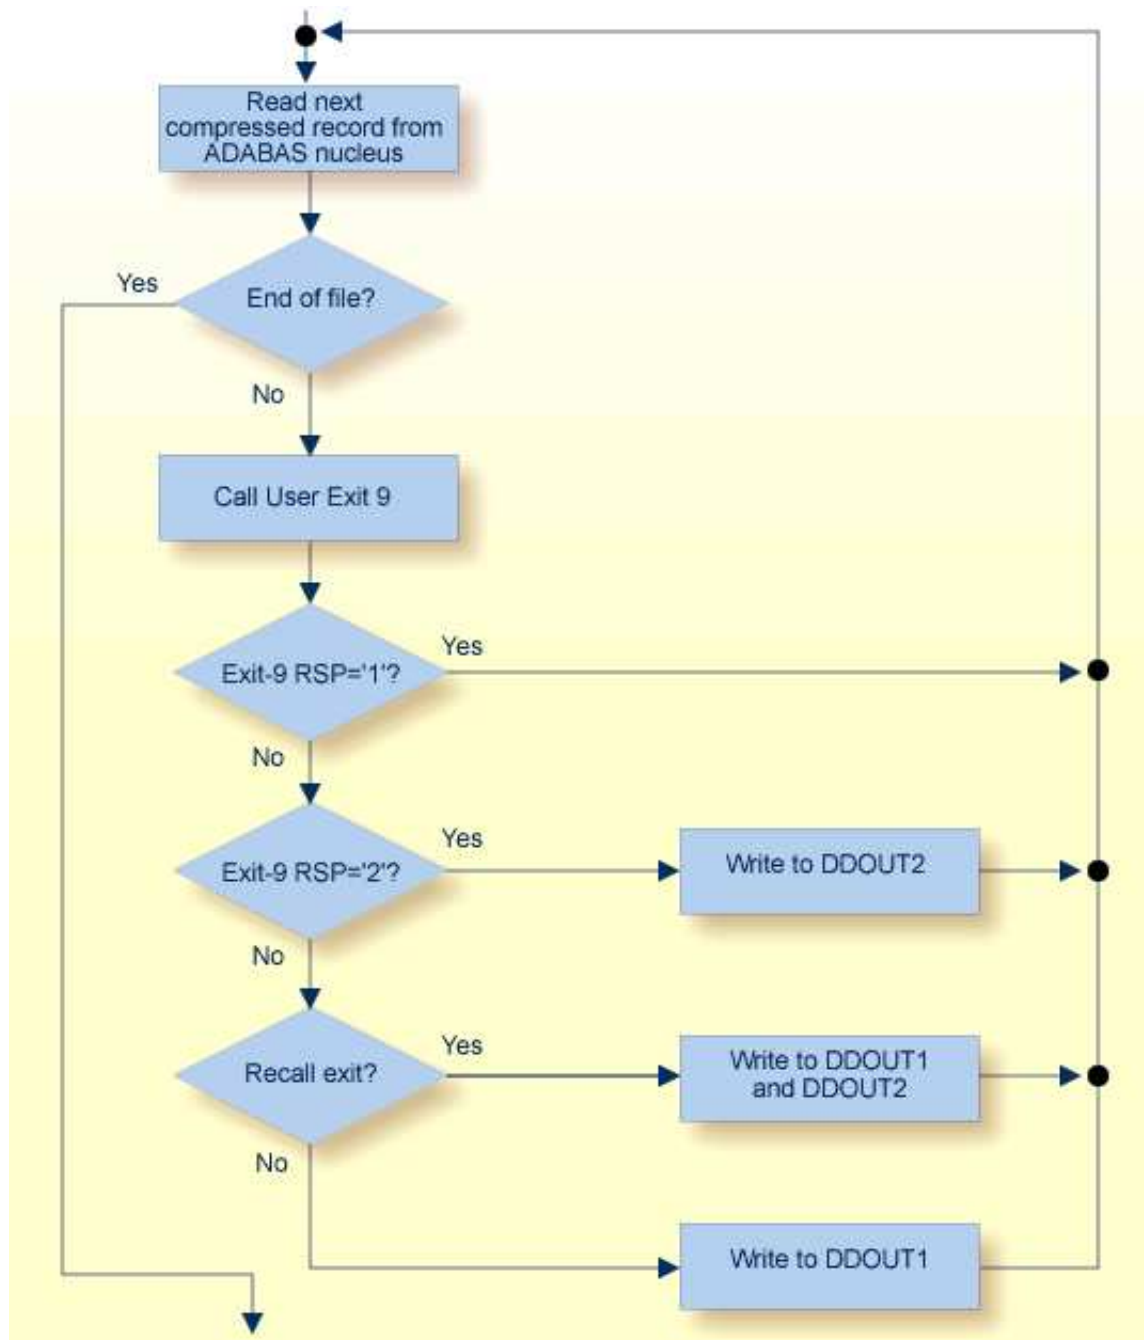 Read next
compressed record from
ADABAS nucleus
Yes
End of file?
No
Call User Exit 9
Yes
Exit-9 RSP='1'?
No
Yes
Exit-9 RSP='2'?
Write to DDOUT2
No
Yes
Recall exit?
Write to DDOUT1
and DDOUT2
No
Write to DDOUT1